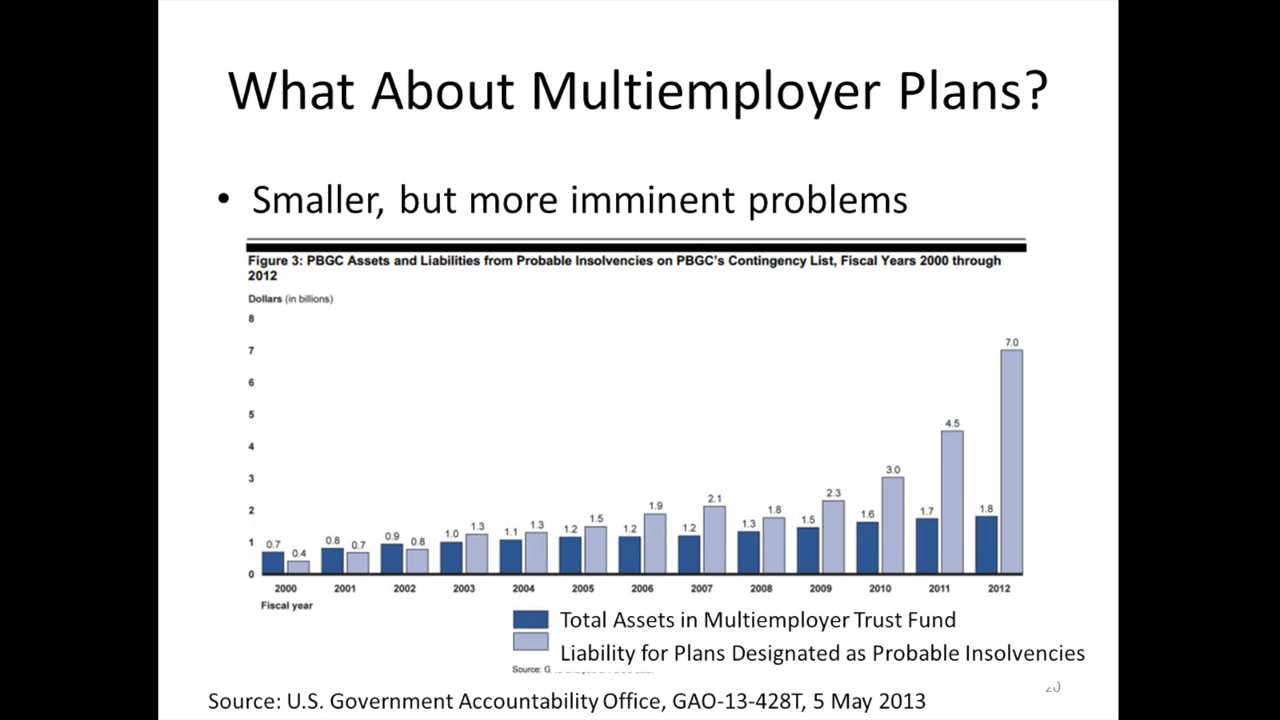 What About Multiemployer Plans?
• Smaller, but more imminent problems
Figure 3: PBGC Assets and Liabilities from Probable Insolvencies on PBGC's Contingency List, Fiscal Years 2000 through
2012
Dollars (in billions)
8
7
6
5
4
3
2
1
0
0.7 0.4 0.8 0.7 0.9 0.8 1.0 1.3 1.1 1.3 1.2 1.5 1.2 1.9 1.2 2.1 1.3 1.8 1.5 2.3 1.6 3.0 1.7 4.5 1.8 7.0
2000 2001 2002 2003 2004 2005 2006 2007 2008 2009 2010 2011 2012
Fiscal year
Total Assets in Multiemployer Trust Fund
Liability for Plans Designated as Probable Insolvencies
Source: G
Source: U.S. Government Accountability Office, GAO-13-428T, 5 May 2013